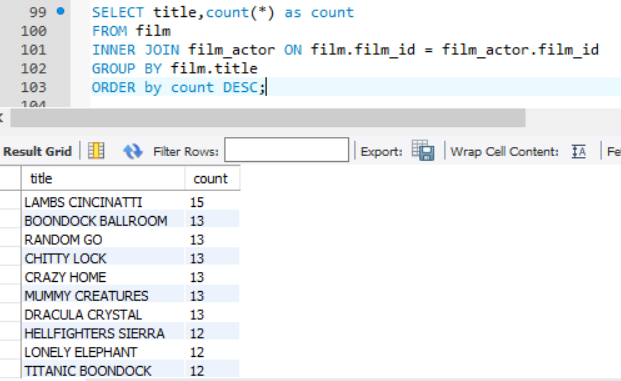 99 SELECT title,count(*) as count
100 FROM film
101 INNER JOIN film_actor ON film.film_id = film_actor.film_id
102 GROUP BY film.title
103 ORDER by count DESC;
104
Result Grid Filter Rows: Export: Wrap Cell Content: Fe
title count
LAMBS CINCINATTI 15
BOONDOCK BALLROOM 13
RANDOM GO 13
CHITTY LOCK 13
CRAZY HOME 13
MUMMY CREATURES 13
DRACULA CRYSTAL 13
HELLFIGHTERS SIERRA 12
LONELY ELEPHANT 12
TITANIC BOONDOCK 12